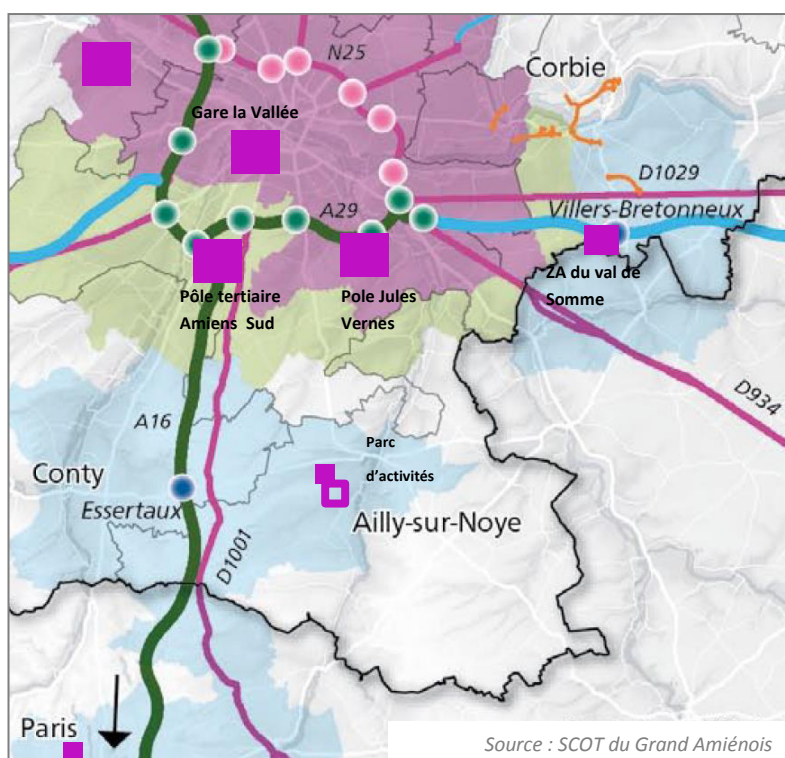 N25
Corbie
Gare la Vallée
D1029
A29
Villers-Bretonneux
Pôle tertiaire
Amiens Sud
Pole Jules
Vernes
ZA du val de
Somme
D934
A16
Parc
d'activités
Conty
Essertaux
Ailly-sur-Noye
D1001
Paris
Source : SCOT du Grand Amiénois